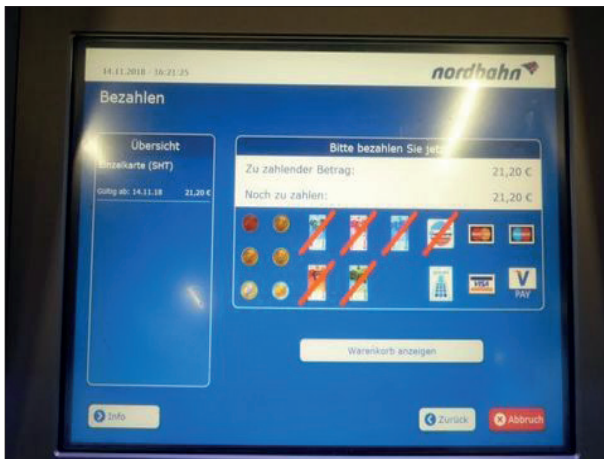 14.11.2018 - 16:21:25
nordbahn
Bezahlen
Übersicht
Einzelkarte (SHT)
Gültig ab: 14.11.18 21,20 €
Bitte bezahlen Sie jetzt
Zu zahlender Betrag: 21,20 €
Noch zu zahlen: 21,20 €
VISA
V
PAY
Warenkorb anzeigen
Info
Zurück
Abbruch